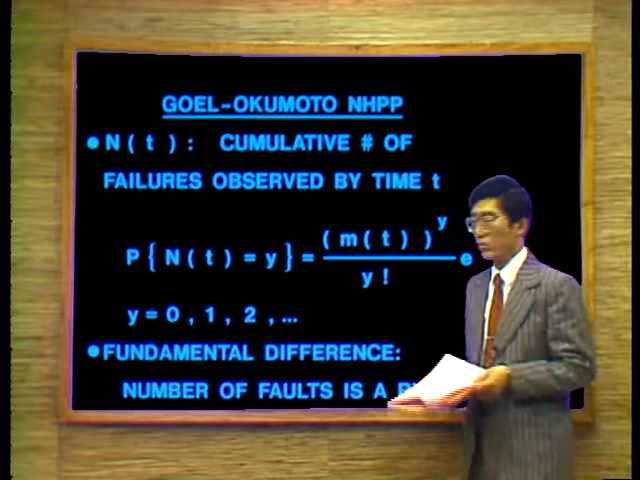 GOEL-OKUMOTO NHPP
● N(t): CUMULATIVE # OF
FAILURES OBSERVED BY TIME t
P{N(t)=y}=(m(t))^y/y! e
y=0,1,2,...
● FUNDAMENTAL DIFFERENCE:
NUMBER OF FAULTS IS A